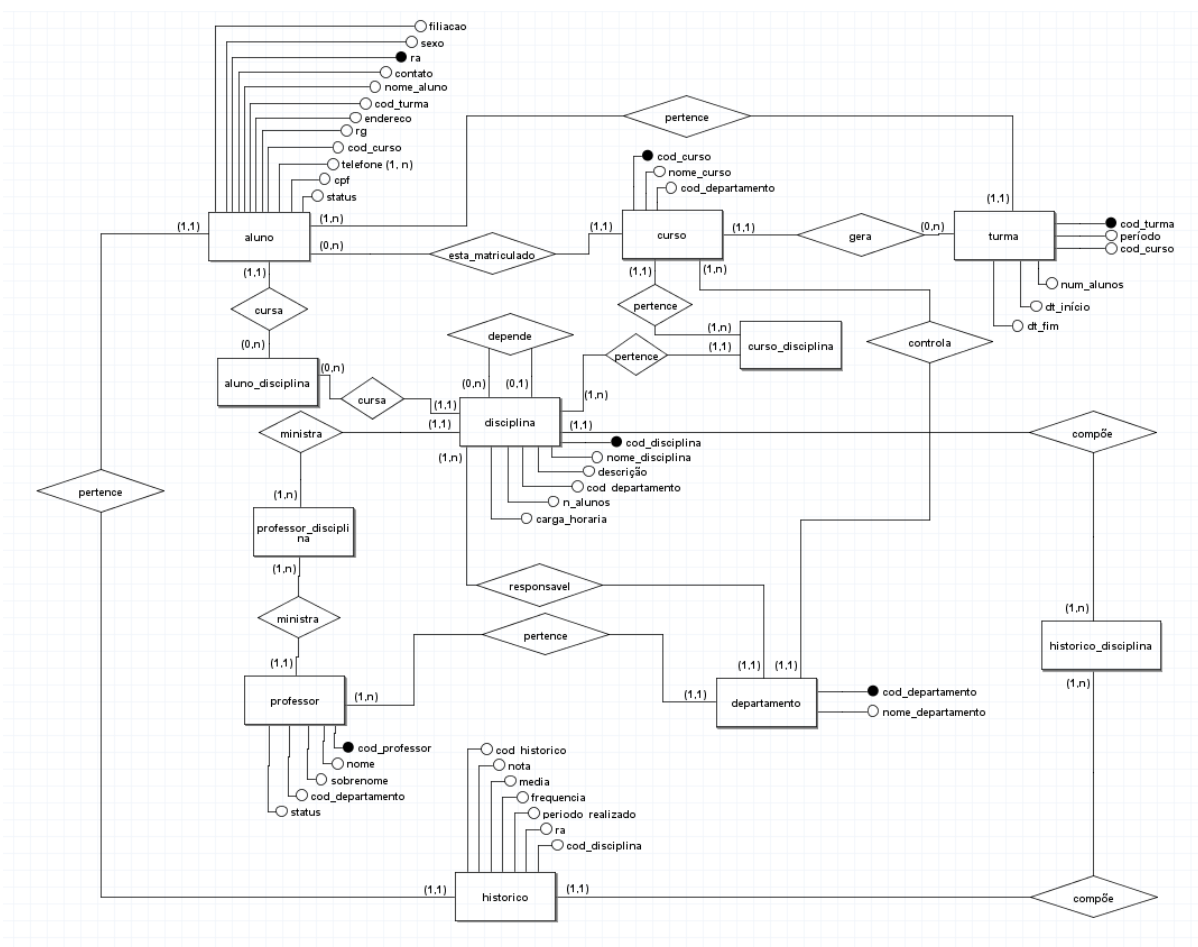 filiacao
sexo
ra
contato
nome_aluno
cod_turma
endereco
rg
cod_curso
telefone (1, n)
cpf
status
pertence
cod_curso
nome_curso
cod_departamento
(1,1)
(1,n)
(1,1)
aluno
(0,n)
esta_matriculado
(1,1)
curso
(1,1)
gera
(0,n)
turma
(1,1)
cod_turma
período
cod_curso
num_alunos
dt_início
dt_fim
(1,1)
cursa
(0,n)
aluno_disciplina
(0,n)
cursa
(1,1)
(1,1)
pertence
(1,n)
curso_disciplina
(1,1)
pertence
(1,n)
(1,n)
controla
depende
(0,n)
(0,1)
disciplina
(1,1)
ministra
(1,1)
(1,n)
compõe
cod_disciplina
nome_disciplina
descrição
cod_departamento
n_alunos
carga_horaria
pertence
(1,n)
professor_discipli
na
(1,n)
ministra
(1,1)
professor
(1,n)
responsavel
pertence
(1,1)
(1,1)
(1,1)
departamento
cod_departamento
nome_departamento
(1,n)
historico_disciplina
(1,n)
cod_professor
nome
sobrenome
cod_departamento
status
cod_historico
nota
media
frequencia
periodo_realizado
ra
cod_disciplina
(1,1)
historico
(1,1)
compõe